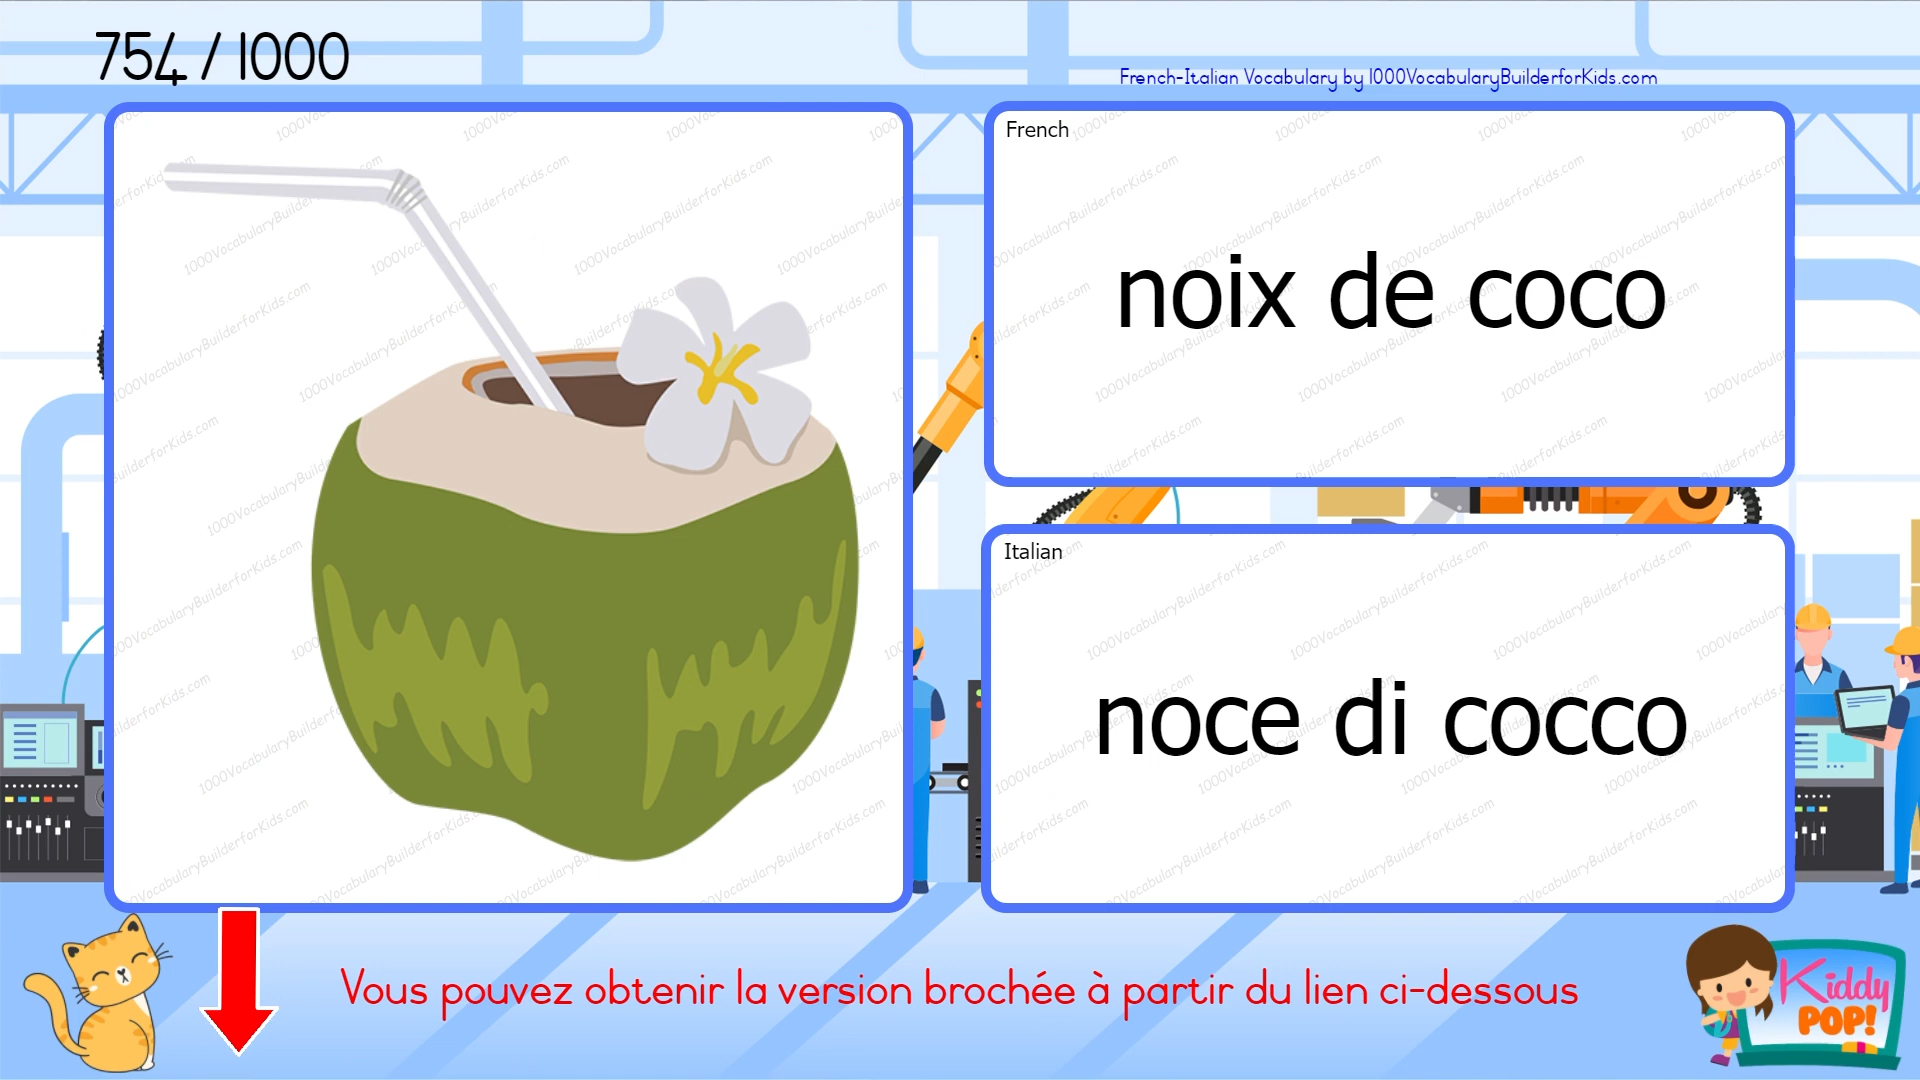 754 / 1000
French-Italian Vocabulary by 1000VocabularyBuilderforKids.com
French
noix de coco
Italian
noce di cocco
Vous pouvez obtenir la version brochée à partir du lien ci-dessous
Kiddy
POP!